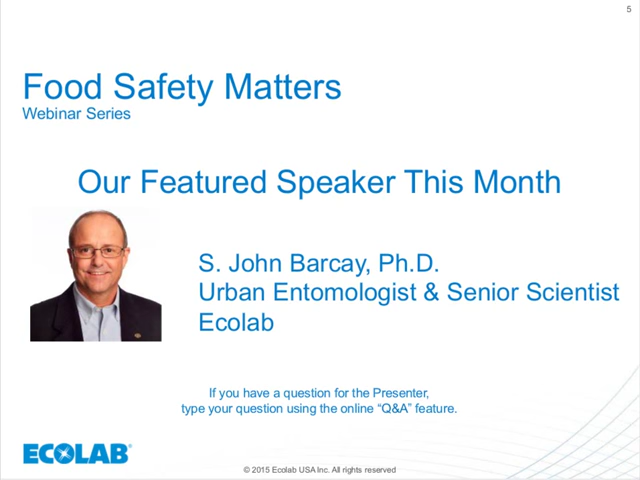 5
Food Safety Matters
Webinar Series
Our Featured Speaker This Month
S. John Barcay, Ph.D.
Urban Entomologist & Senior Scientist
Ecolab
If you have a question for the Presenter,
type your question using the online “Q&A” feature.
ECOLAB®
© 2015 Ecolab USA Inc. All rights reserved